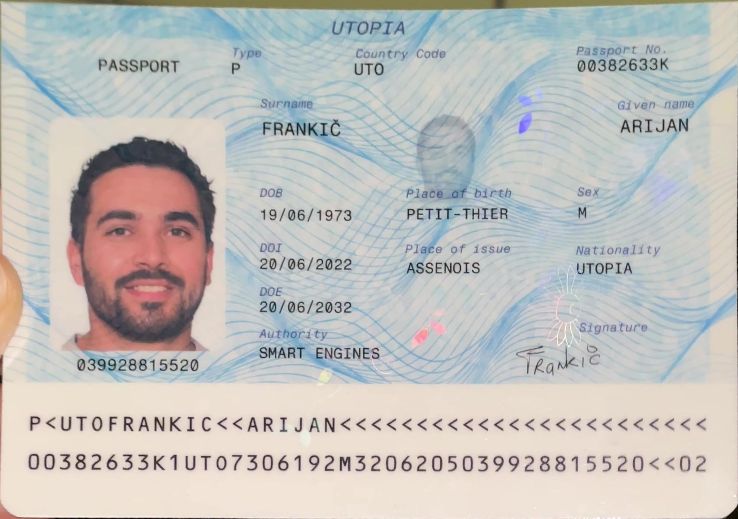 UTOPIA
PASSPORT
Type
P
Country Code
UTO
Passport No.
00382633K
Surname
FRANKIČ
Given name
ARIJAN
DOB
19/06/1973
Place of birth
PETIT-THIER
Sex
M
DOI
20/06/2022
Place of issue
ASSENOIS
Nationality
UTOPIA
DOE
20/06/2032
Authority
SMART ENGINES
Signature
Frankič
039928815520
P<UTOFRANKIC<<ARIJAN<<<<<<<<<<<<<<<<<<<<<<<<
00382633K1UTO7306192M3206205039928815520<<02